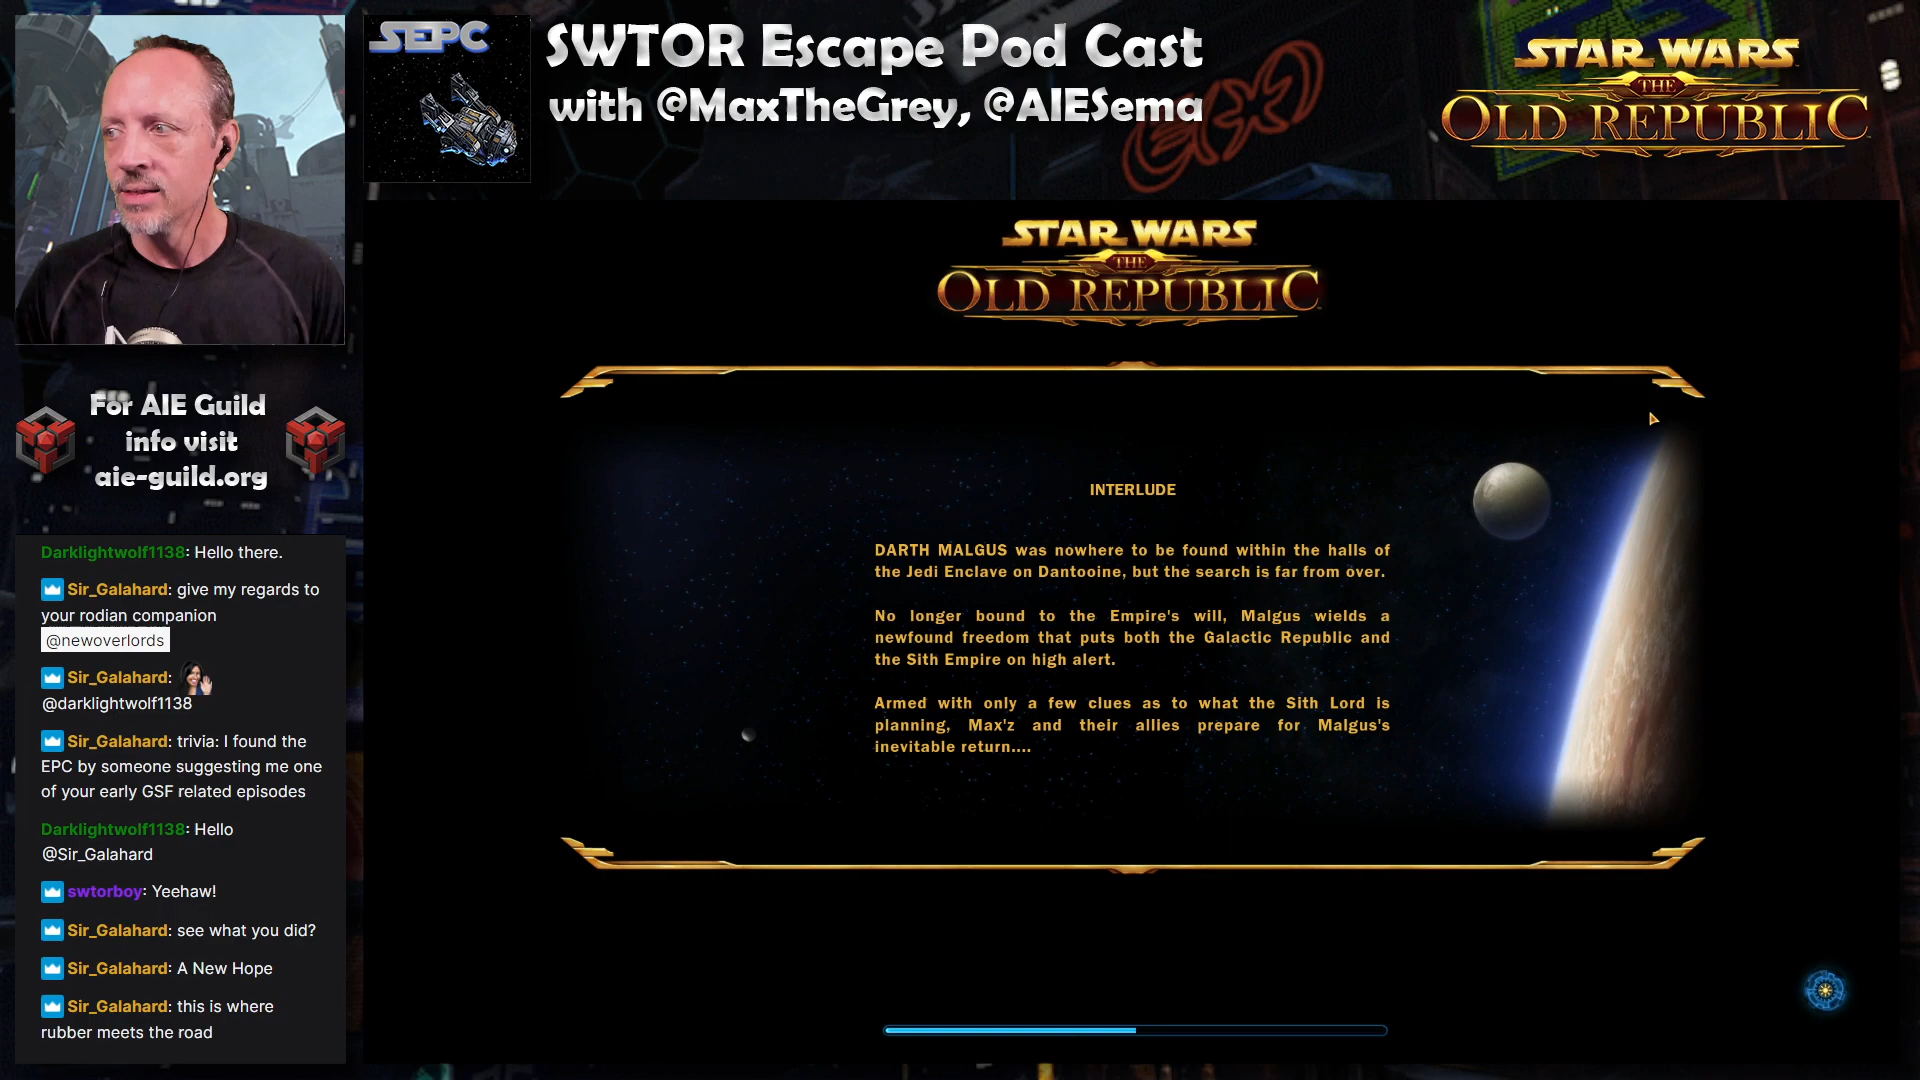 SEPC
SWTOR Escape Pod Cast
with @MaxTheGrey, @AIESema
STAR WARS
THE
OLD REPUBLIC
STAR WARS
THE
OLD REPUBLIC
For AIE Guild
info visit
aie-guild.org
INTERLUDE
DARTH MALGUS was nowhere to be found within the halls of
the Jedi Enclave on Dantooine, but the search is far from over.
No longer bound to the Empire's will, Malgus wields a
newfound freedom that puts both the Galactic Republic and
the Sith Empire on high alert.
Armed with only a few clues as to what the Sith Lord is
planning, Max'z and their allies prepare for Malgus's
inevitable return....
Darklightwolf1138: Hello there.
Sir_Galahard: give my regards to
your rodian companion
@newoverlords
Sir_Galahard:
@darklightwolf1138
Sir_Galahard: trivia: I found the
EPC by someone suggesting me one
of your early GSF related episodes
Darklightwolf1138: Hello
@Sir_Galahard
swtorboy: Yeehaw!
Sir_Galahard: see what you did?
Sir_Galahard: A New Hope
Sir_Galahard: this is where
rubber meets the road